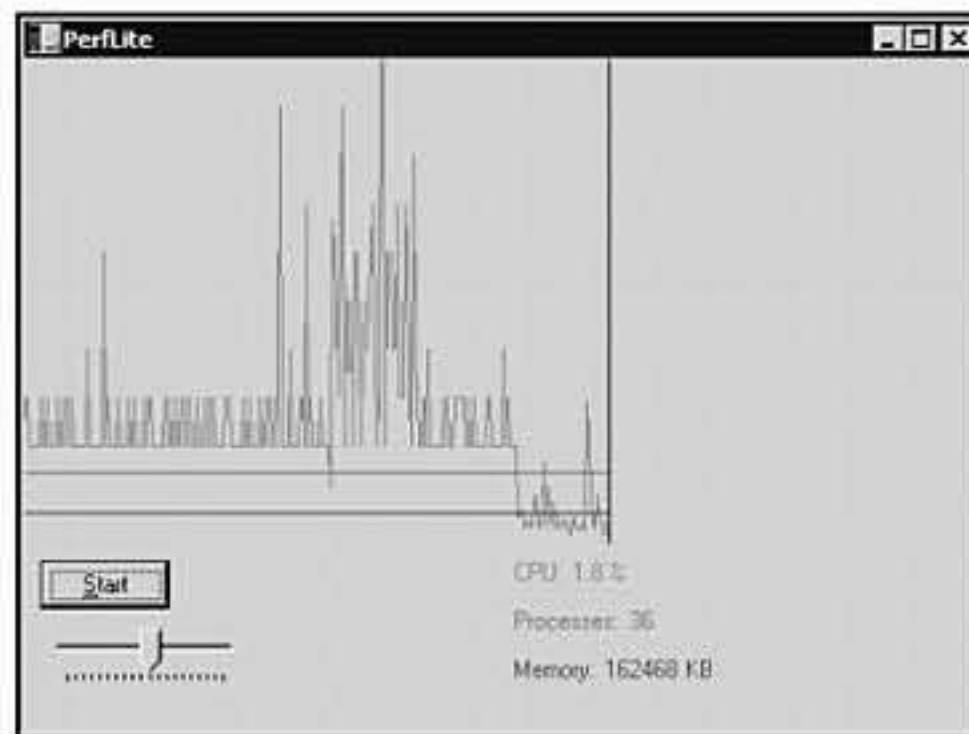 PerfLite
CPU: 1.8 %
Start
Processes: 36
Memory: 162468 KB